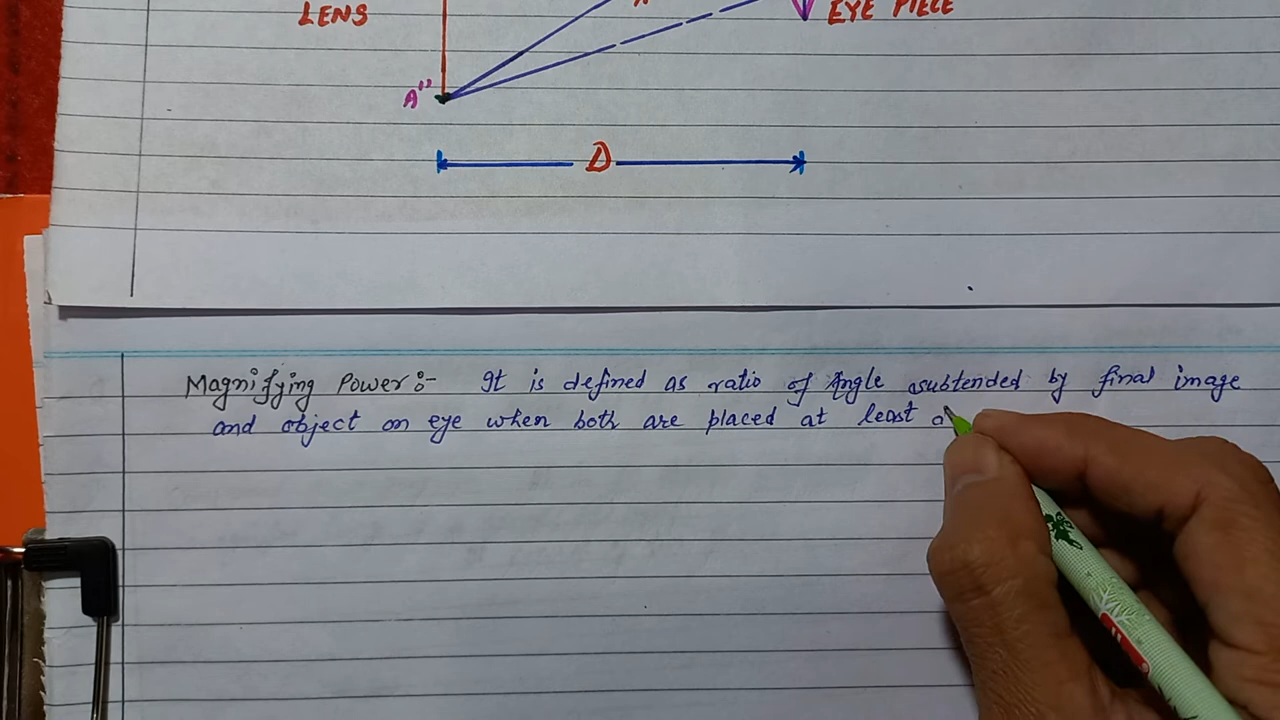 LENS
EYE PIECE
A"
D
Magnifying Power :- It is defined as ratio of Angle subtended by final image
and object on eye when both are placed at least